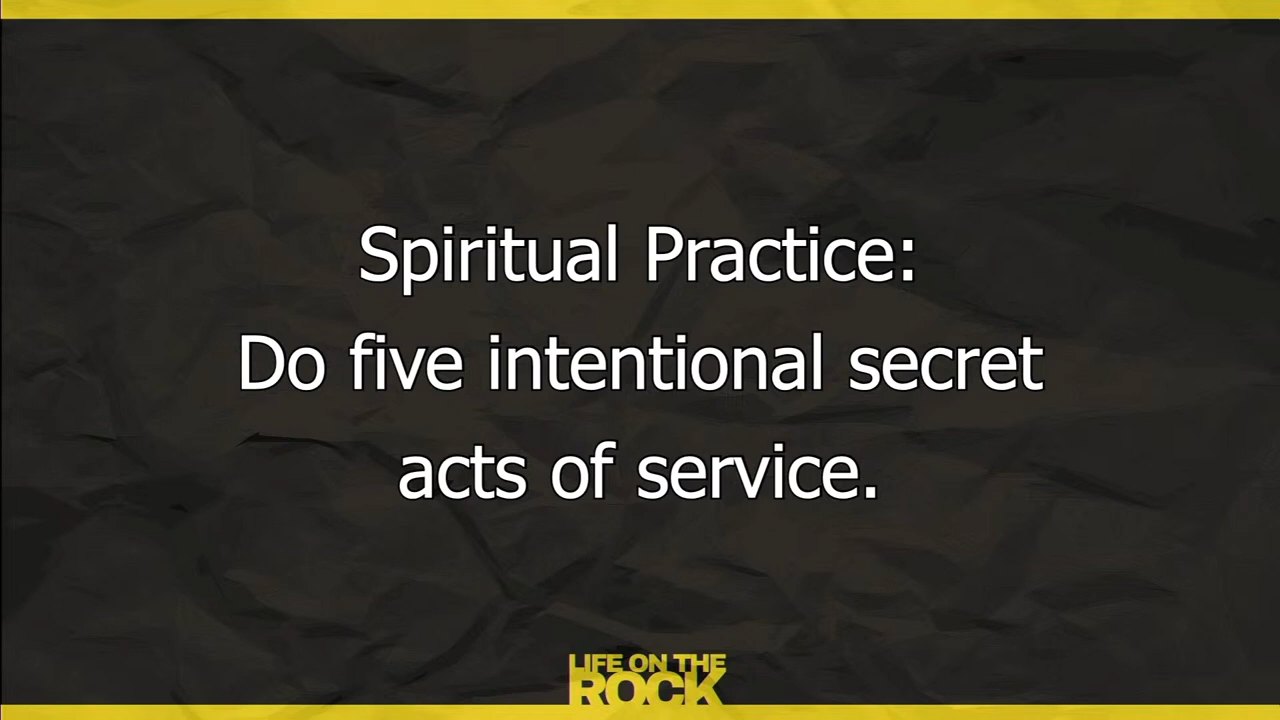 Spiritual Practice:
Do five intentional secret
acts of service.
LIFE ON THE
ROCK